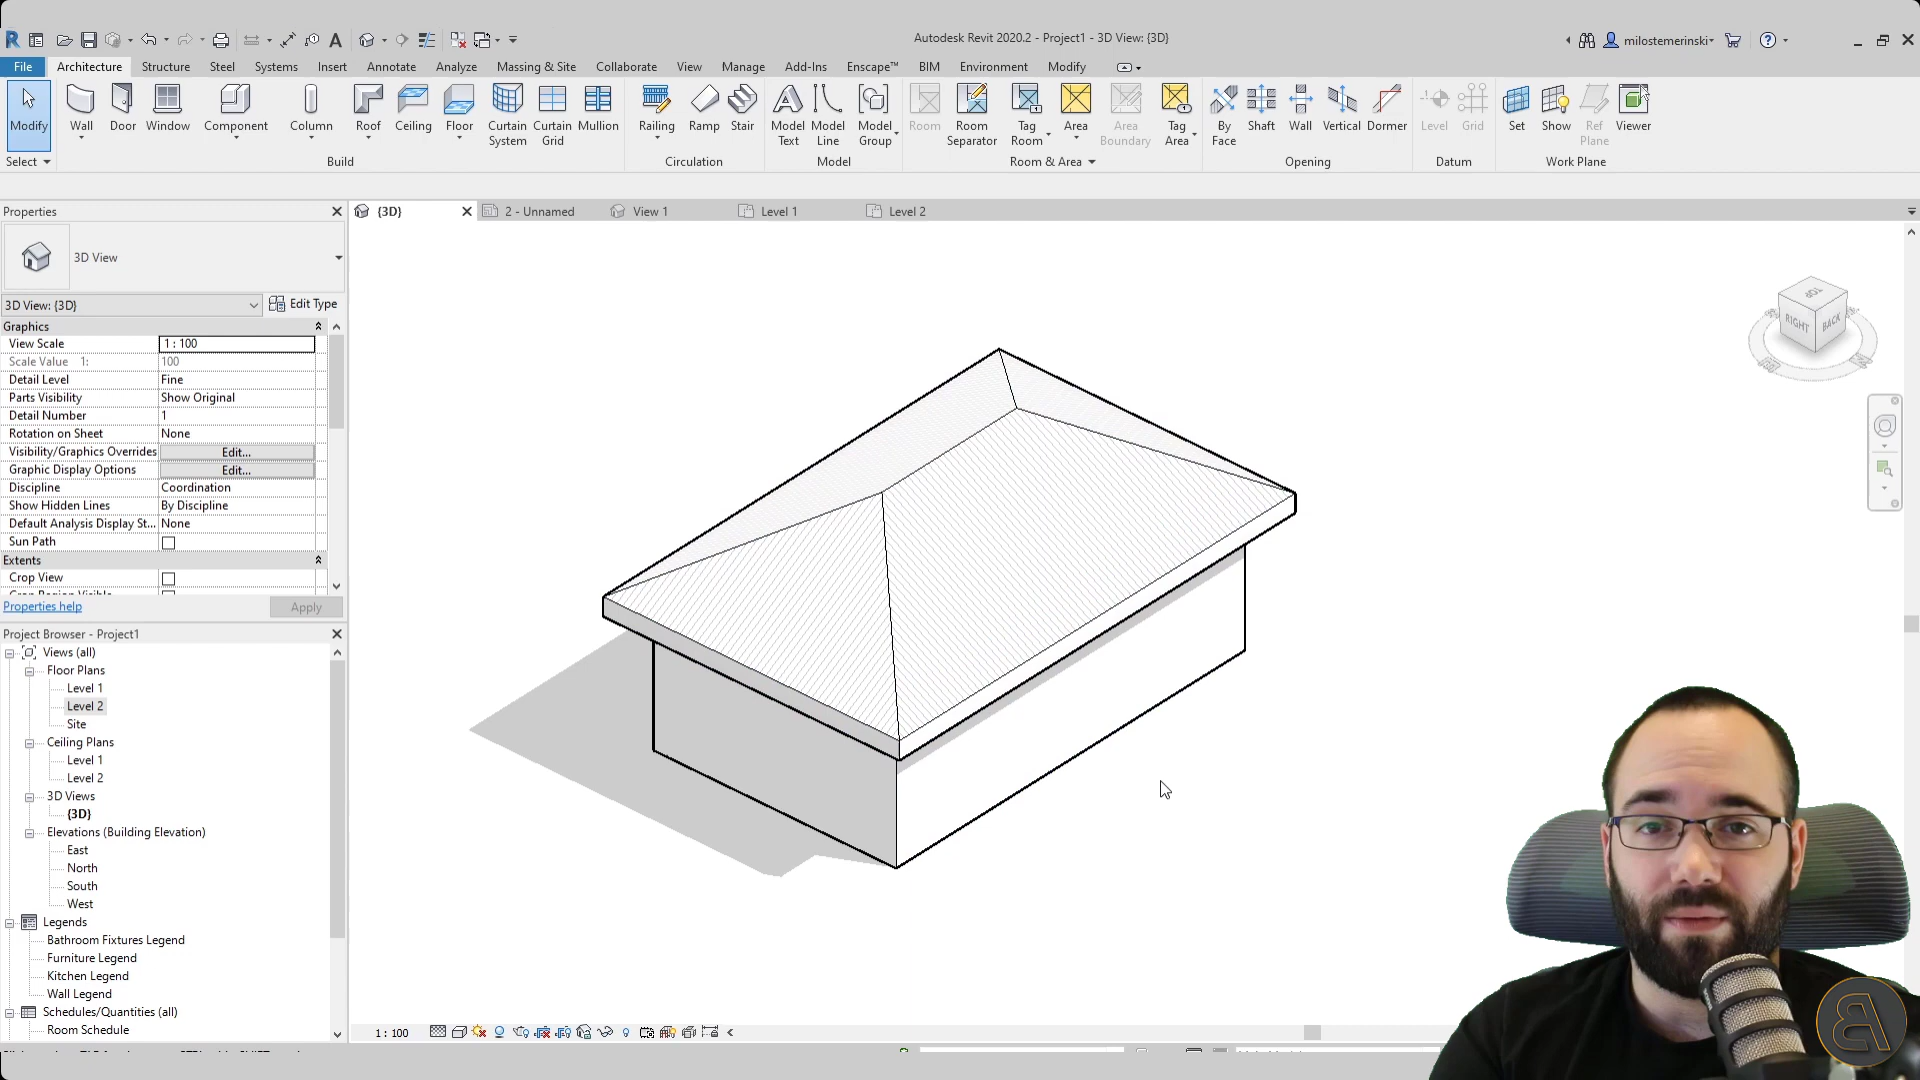 Autodesk Revit 2020.2 - Project1 - 3D View: {3D}
milostemerinski
File Architecture Structure Steel Systems Insert Annotate Analyze Massing & Site Collaborate View Manage Add-Ins Enscape™ BIM Environment Modify
Modify Wall Door Window Component Column Roof Ceiling Floor Curtain System Curtain Grid Mullion Railing Ramp Stair Model Text Model Line Model Group Room Room Separator Tag Room Area Area Boundary Tag Area By Face Shaft Wall Vertical Dormer Level Grid Set Show Ref Plane Viewer
Select Build Circulation Model Room & Area Opening Datum Work Plane
Properties
{3D} 2 - Unnamed View 1 Level 1 Level 2
3D View
3D View: {3D} Edit Type
Graphics
View Scale 1 : 100
Scale Value 1: 100
Detail Level Fine
Parts Visibility Show Original
Detail Number 1
Rotation on Sheet None
Visibility/Graphics Overrides Edit...
Graphic Display Options Edit...
Discipline Coordination
Show Hidden Lines By Discipline
Default Analysis Display St... None
Sun Path
Extents
Crop View
Properties help Apply
Project Browser - Project1
Views (all)
Floor Plans
Level 1
Level 2
Site
Ceiling Plans
Level 1
Level 2
3D Views
{3D}
Elevations (Building Elevation)
East
North
South
West
Legends
Bathroom Fixtures Legend
Furniture Legend
Kitchen Legend
Wall Legend
Schedules/Quantities (all)
Room Schedule
TOP
RIGHT BACK
1 : 100